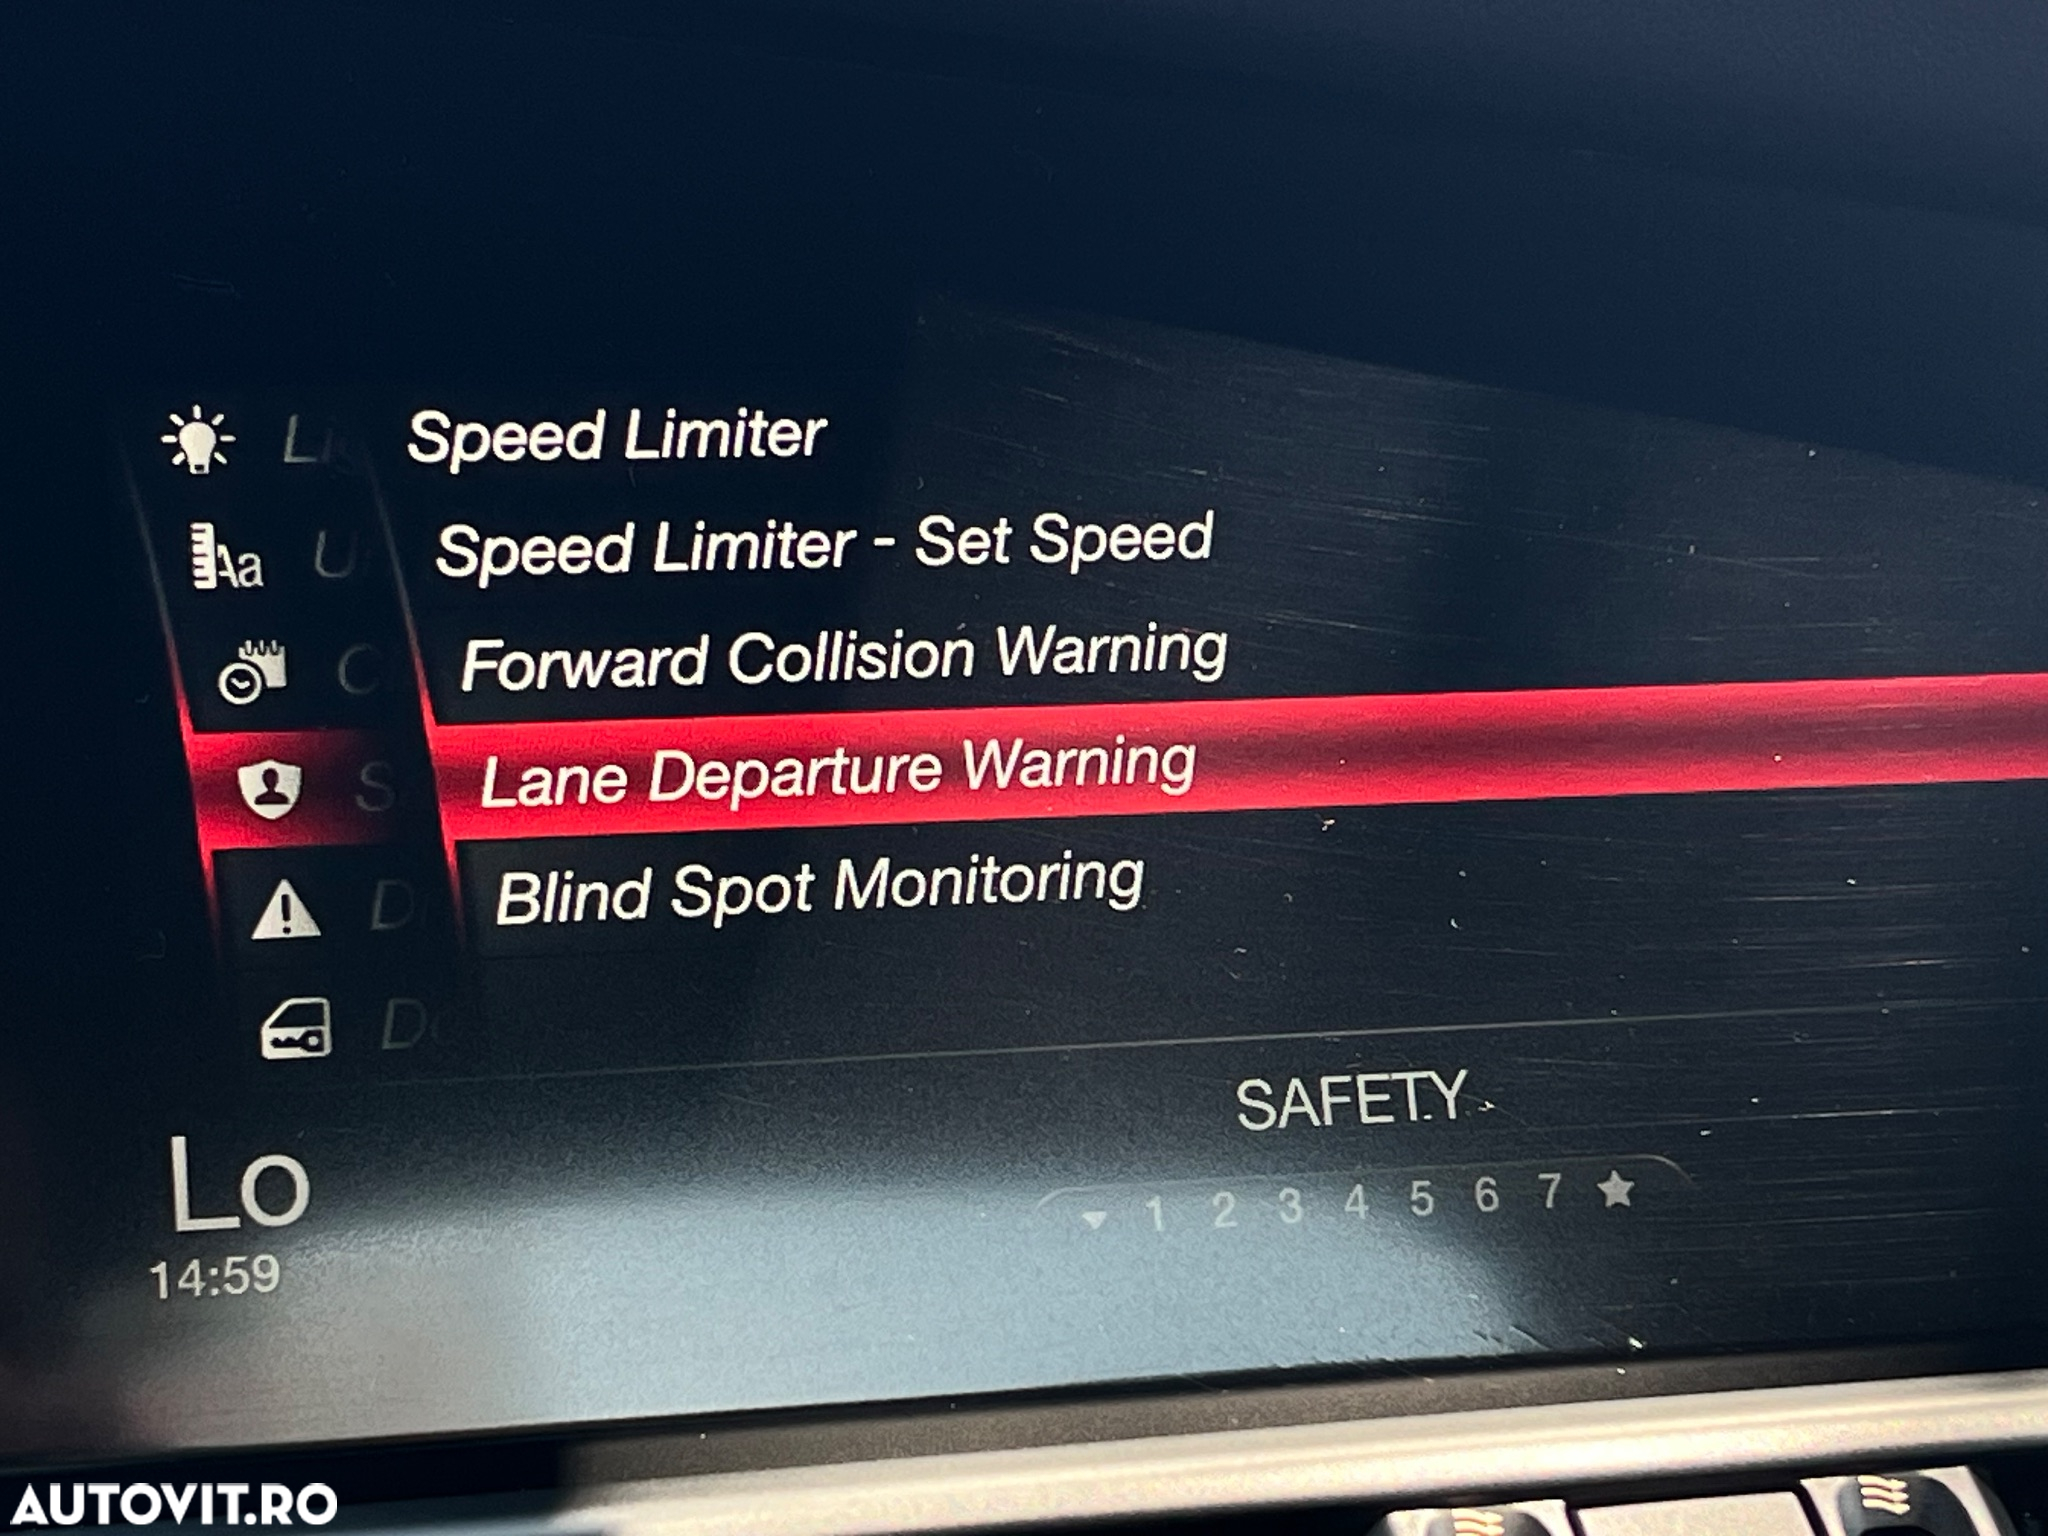 Speed Limiter
Speed Limiter - Set Speed
Aa
Forward Collision Warning
Lane Departure Warning
Blind Spot Monitoring
SAFETY
Lo
1 2 3 4 5 6 7
14:59
AUTOVIT.RO